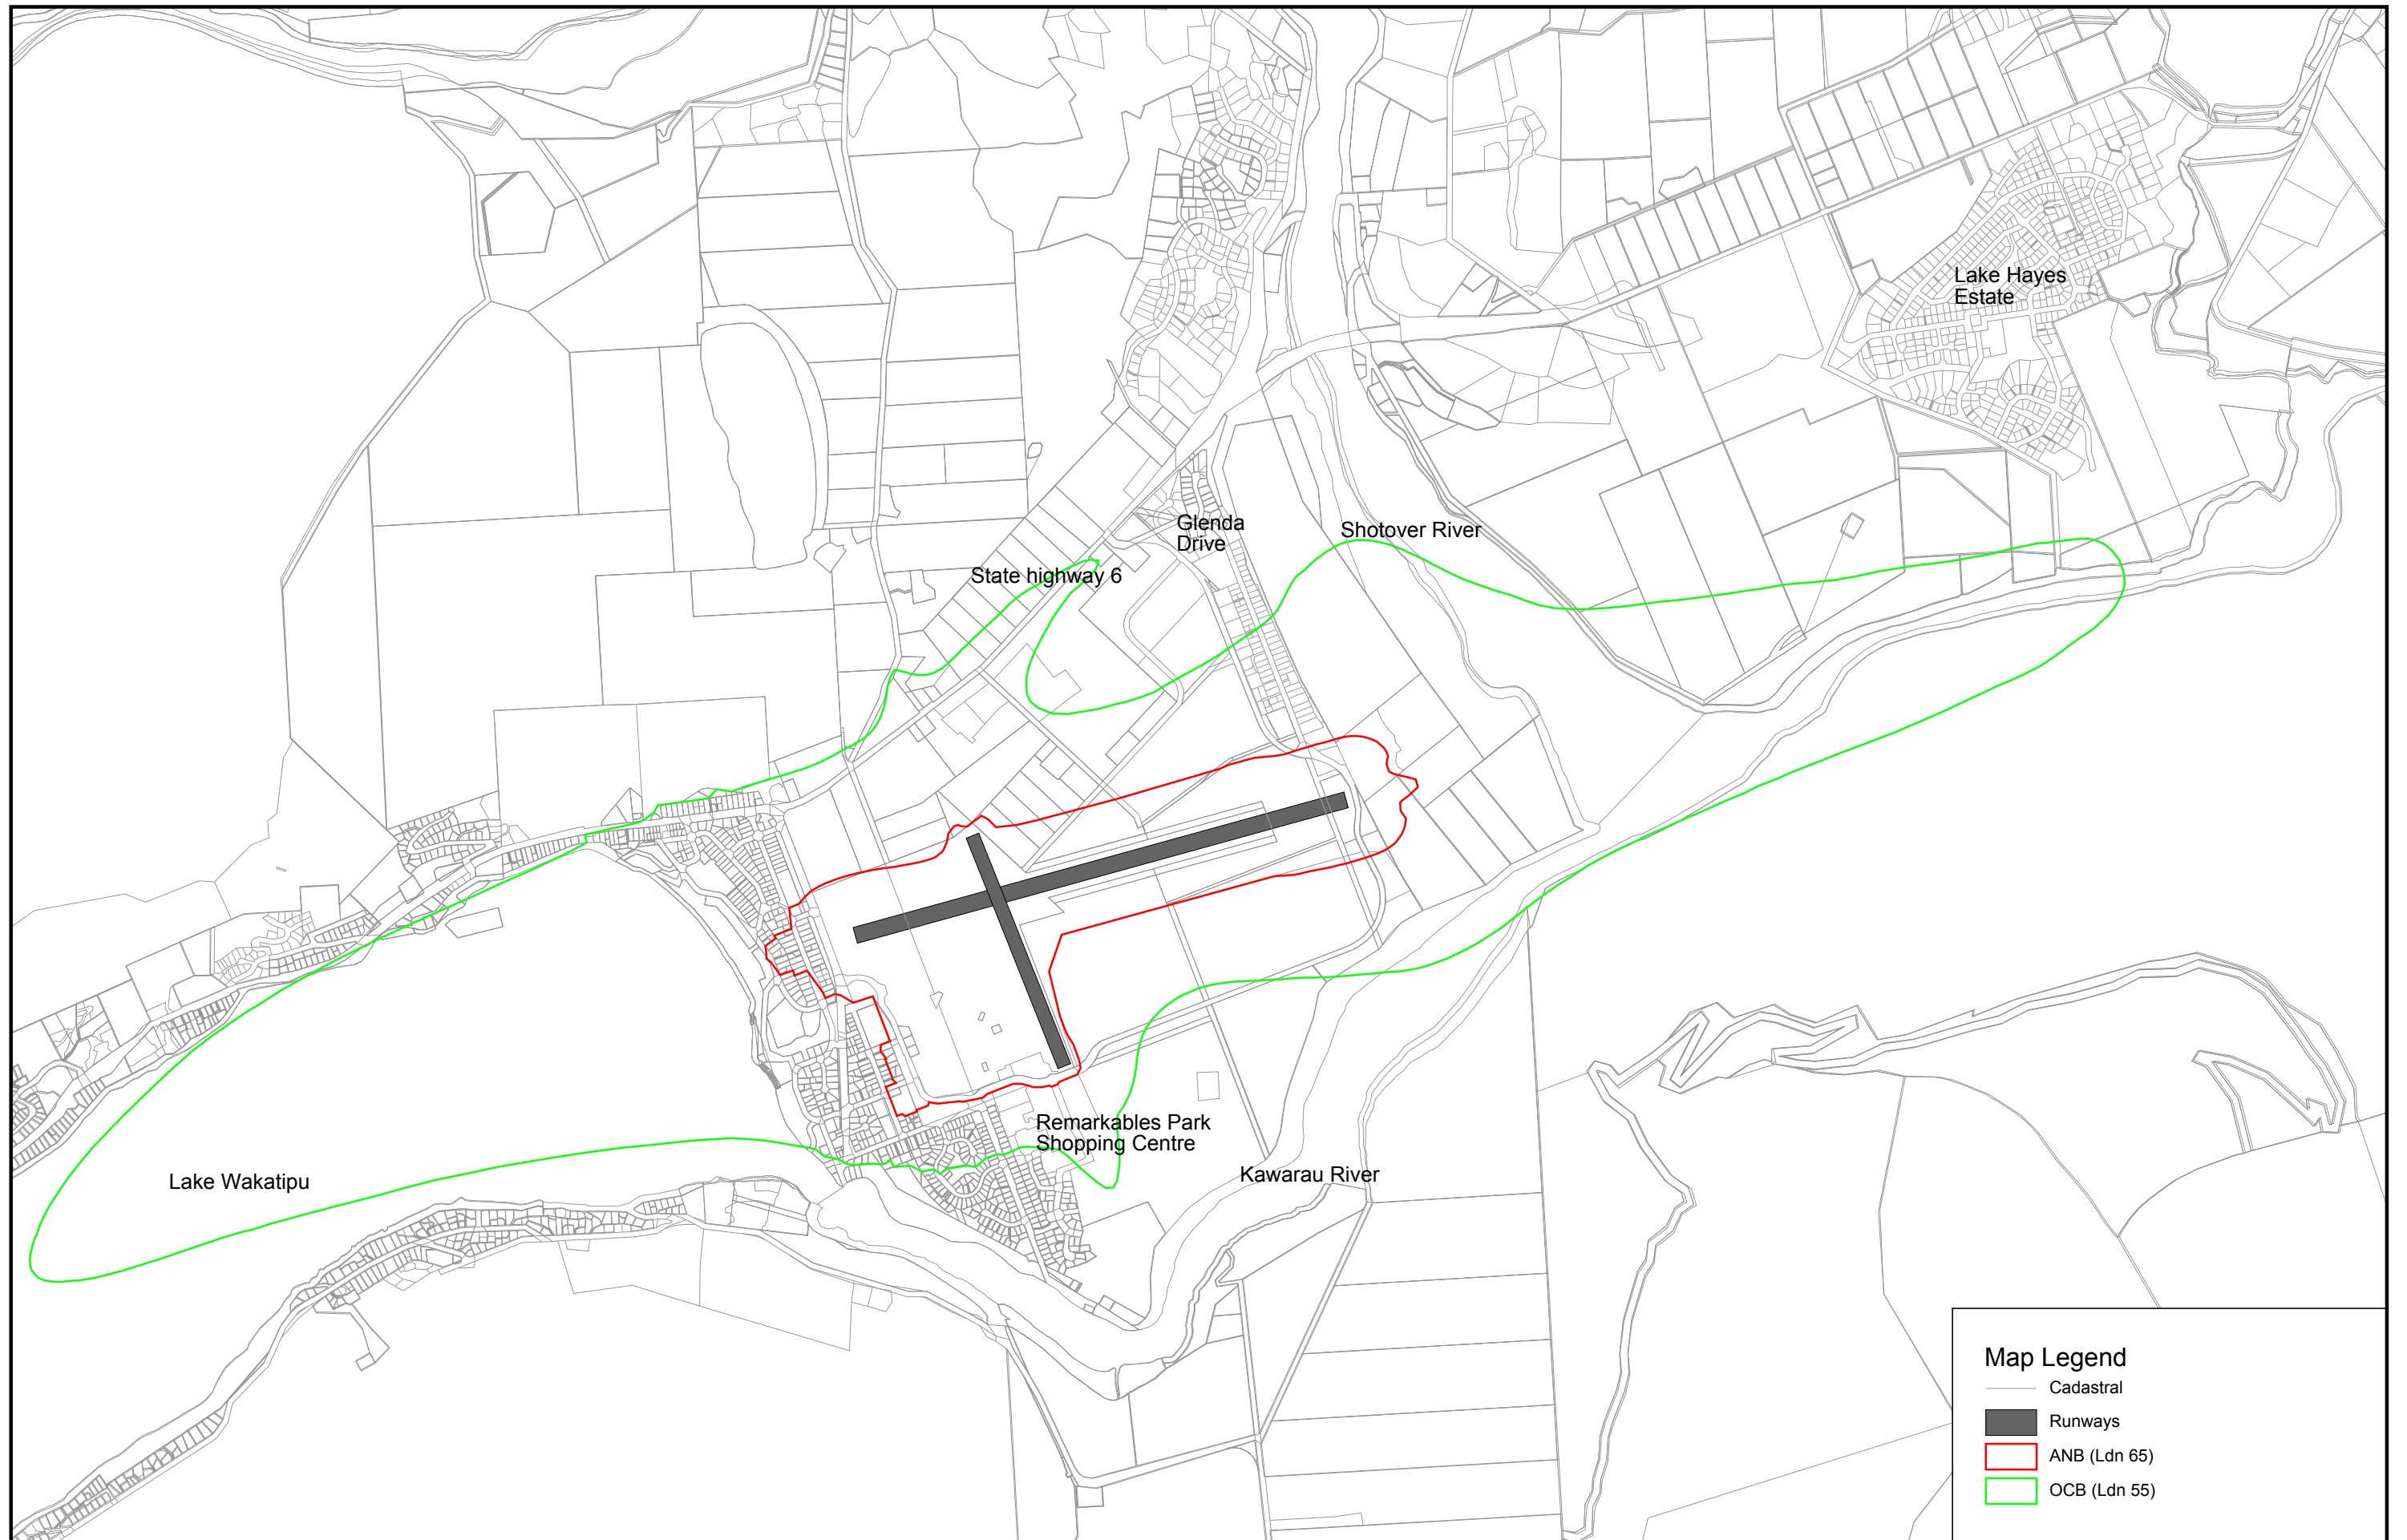 Lake Hayes
Estate
Glenda
Drive
Shotover River
State highway 6
Remarkables Park
Shopping Centre
Kawarau River
Lake Wakatipu
Map Legend
Cadastral
Runways
ANB (Ldn 65)
OCB (Ldn 55)